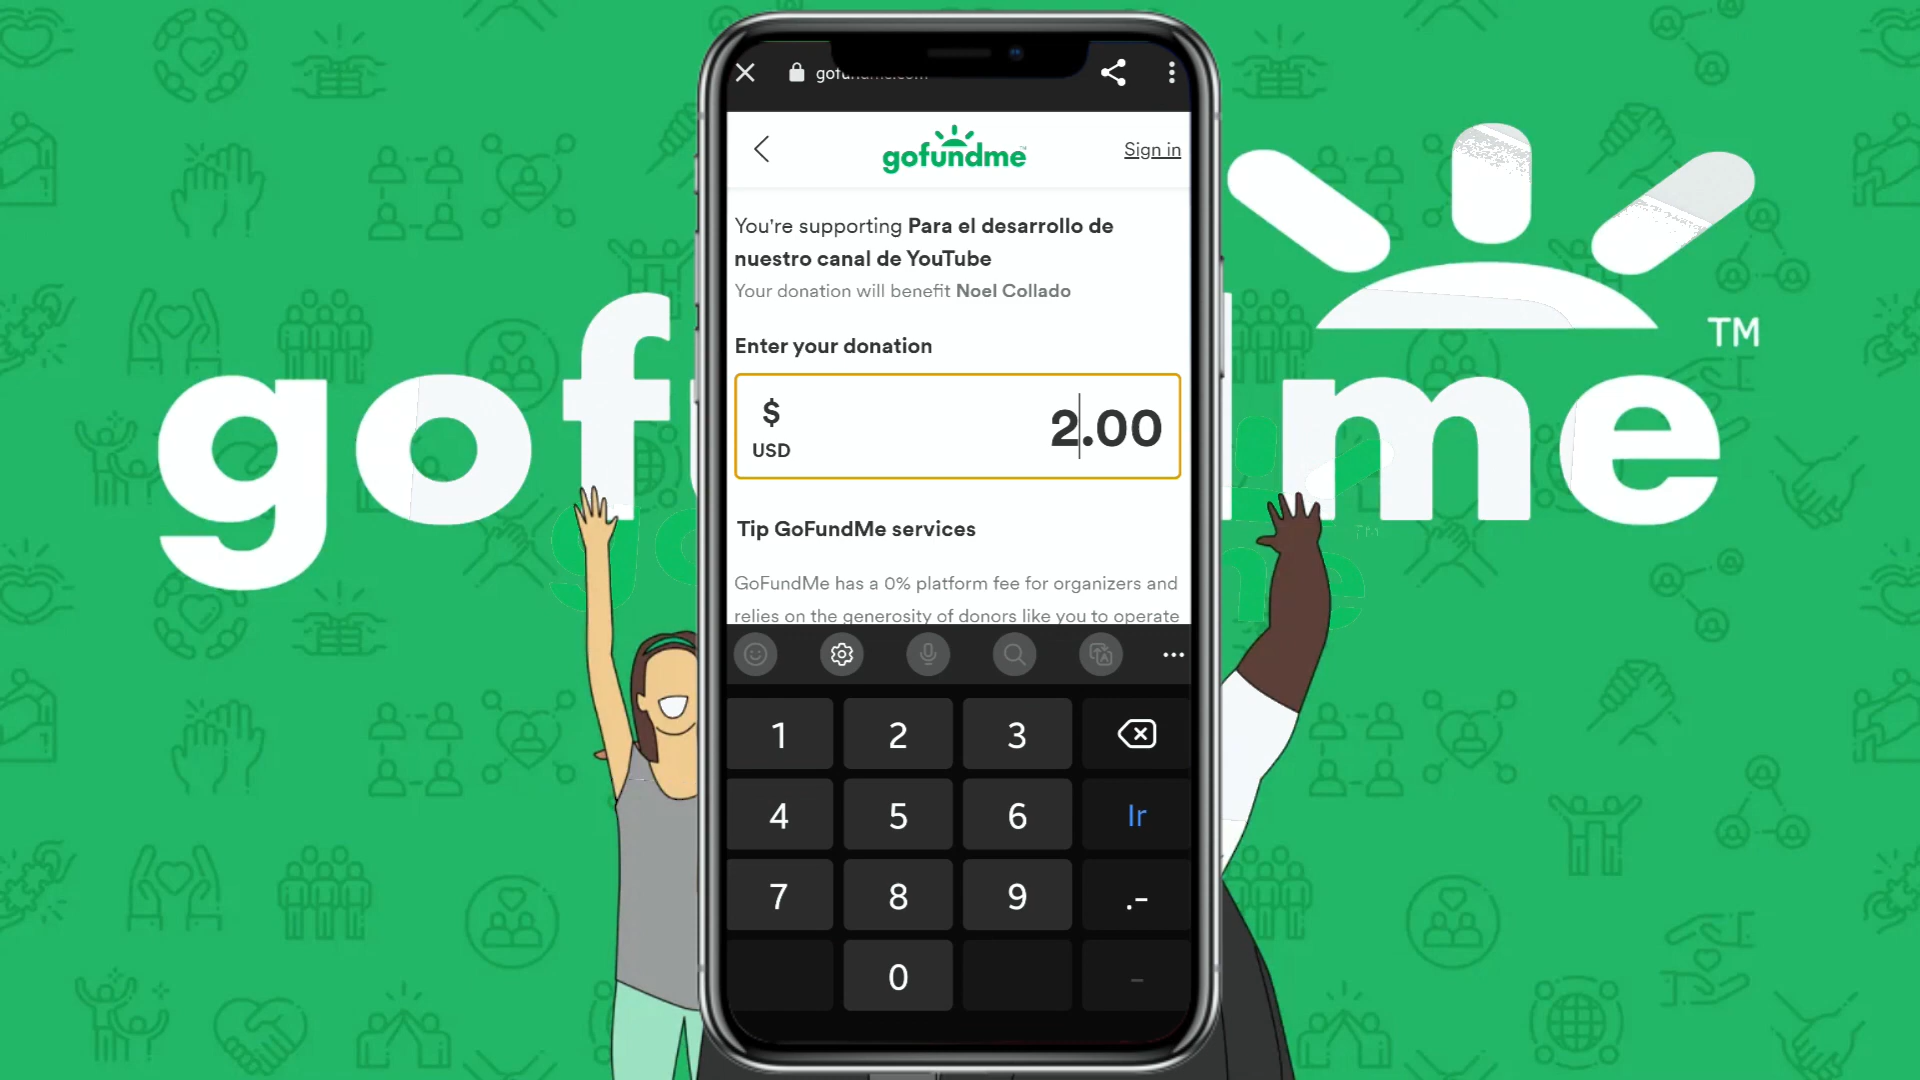 gofundme.com
gofundme
Sign in
You're supporting Para el desarrollo de
nuestro canal de YouTube
Your donation will benefit Noel Collado
Enter your donation
$
USD
2.00
Tip GoFundMe services
GoFundMe has a 0% platform fee for organizers and
relies on the generosity of donors like you to operate
1 2 3
4 5 6 Ir
7 8 9 .-
0 _
gofundme TM